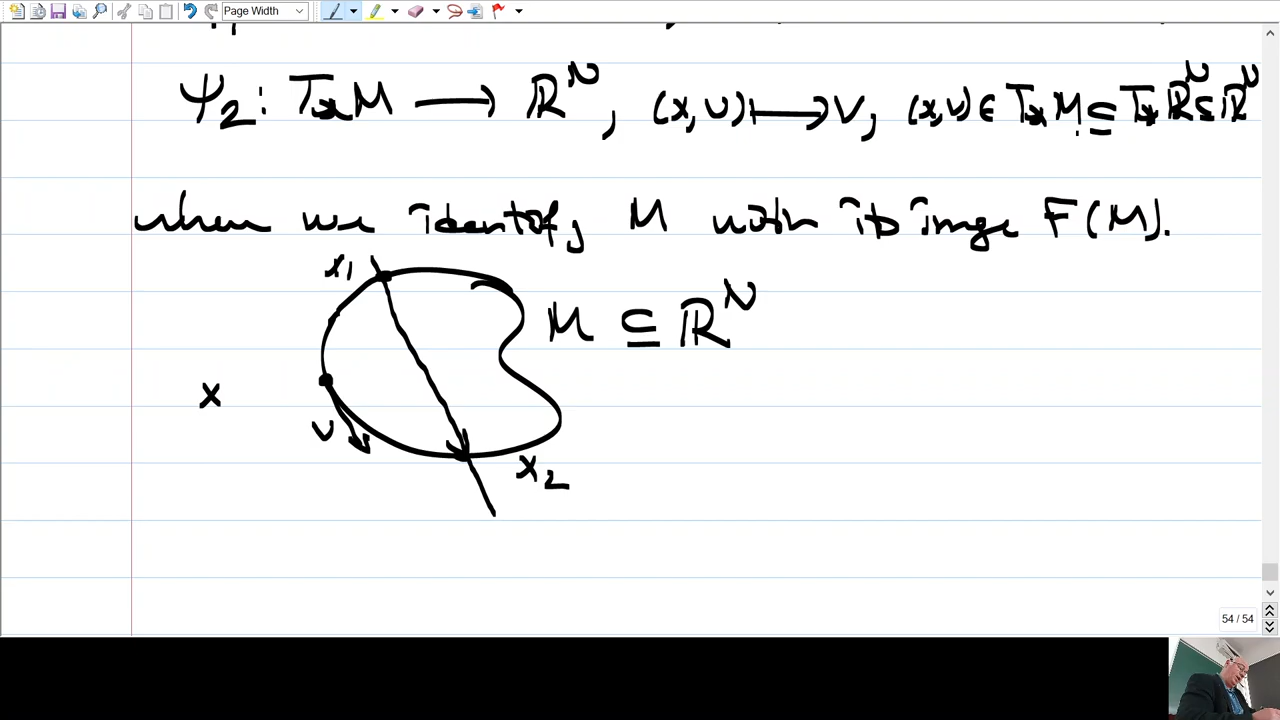 Page Width
ψ₂ : TₓM → ℝᴺ, (x, v) ↦ v, (x,v) ∈ TₓM ⊆ Tₓℝᴺ ≅ ℝᴺ
when we identify M with its image F(M).
x₁
M ⊆ ℝᴺ
x
v
x₂
54 / 54